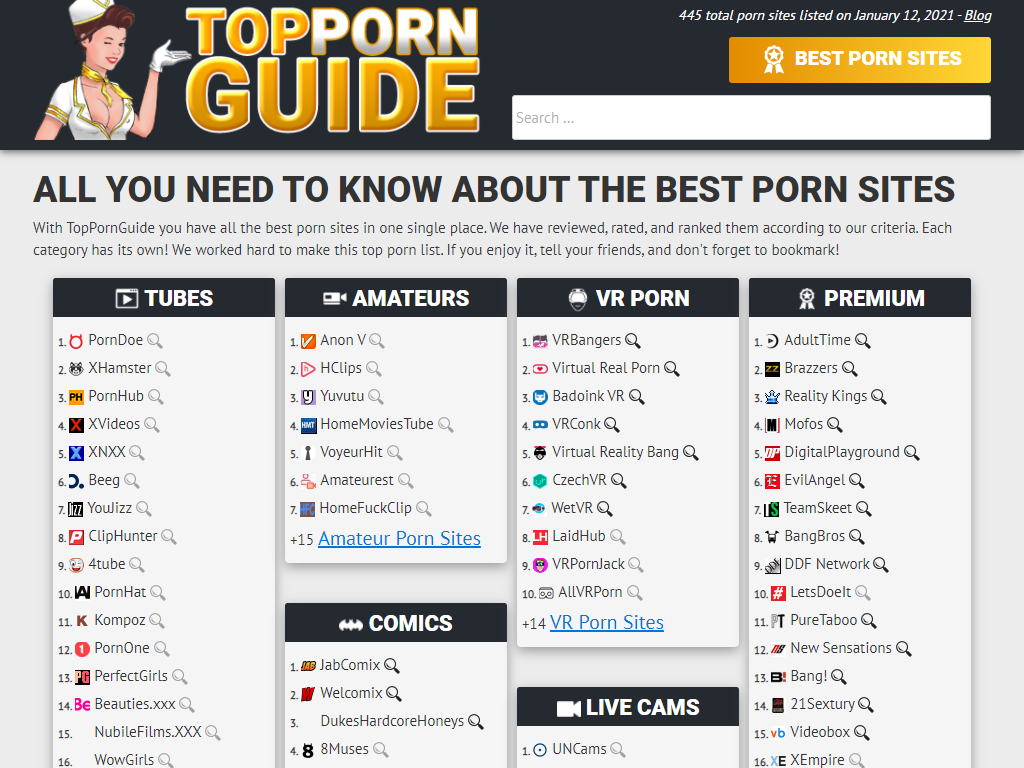 TOPPORN
GUIDE
445 total porn sites listed on January 12, 2021 - Blog
BEST PORN SITES
Search ...
ALL YOU NEED TO KNOW ABOUT THE BEST PORN SITES
With TopPornGuide you have all the best porn sites in one single place. We have reviewed, rated, and ranked them according to our criteria. Each
category has its own! We worked hard to make this top porn list. If you enjoy it, tell your friends, and don't forget to bookmark!
TUBES
1. PornDoe
2. XHamster
3. PH PornHub
4. X XVideos
5. X XNXX
6. Beeg
7. YouJizz
8. ClipHunter
9. 4tube
10. PornHat
11. K Kompoz
12. 1 PornOne
13. PG PerfectGirls
14. Be Beauties.xxx
15. NubileFilms.XXX
16. WowGirls
AMATEURS
1. Anon V
2. HClips
3. Yuvutu
4. HMT HomeMoviesTube
5. VoyeurHit
6. Amateurest
7. HomeFuckClip
+15 Amateur Porn Sites
COMICS
1. JabComix
2. Welcomix
3. DukesHardcoreHoneys
4. 8Muses
VR PORN
1. VRBangers
2. Virtual Real Porn
3. Badoink VR
4. VRConk
5. Virtual Reality Bang
6. CzechVR
7. WetVR
8. LH LaidHub
9. VRPornJack
10. AllVRPorn
+14 VR Porn Sites
LIVE CAMS
1. UNCams
PREMIUM
1. AdultTime
2. ZZ Brazzers
3. Reality Kings
4. M Mofos
5. DigitalPlayground
6. EvilAngel
7. TeamSkeet
8. BangBros
9. DDF Network
10. # LetsDoeIt
11. PT PureTaboo
12. New Sensations
13. B! Bang!
14. 21Sextury
15. vb Videobox
16. XE XEmpire